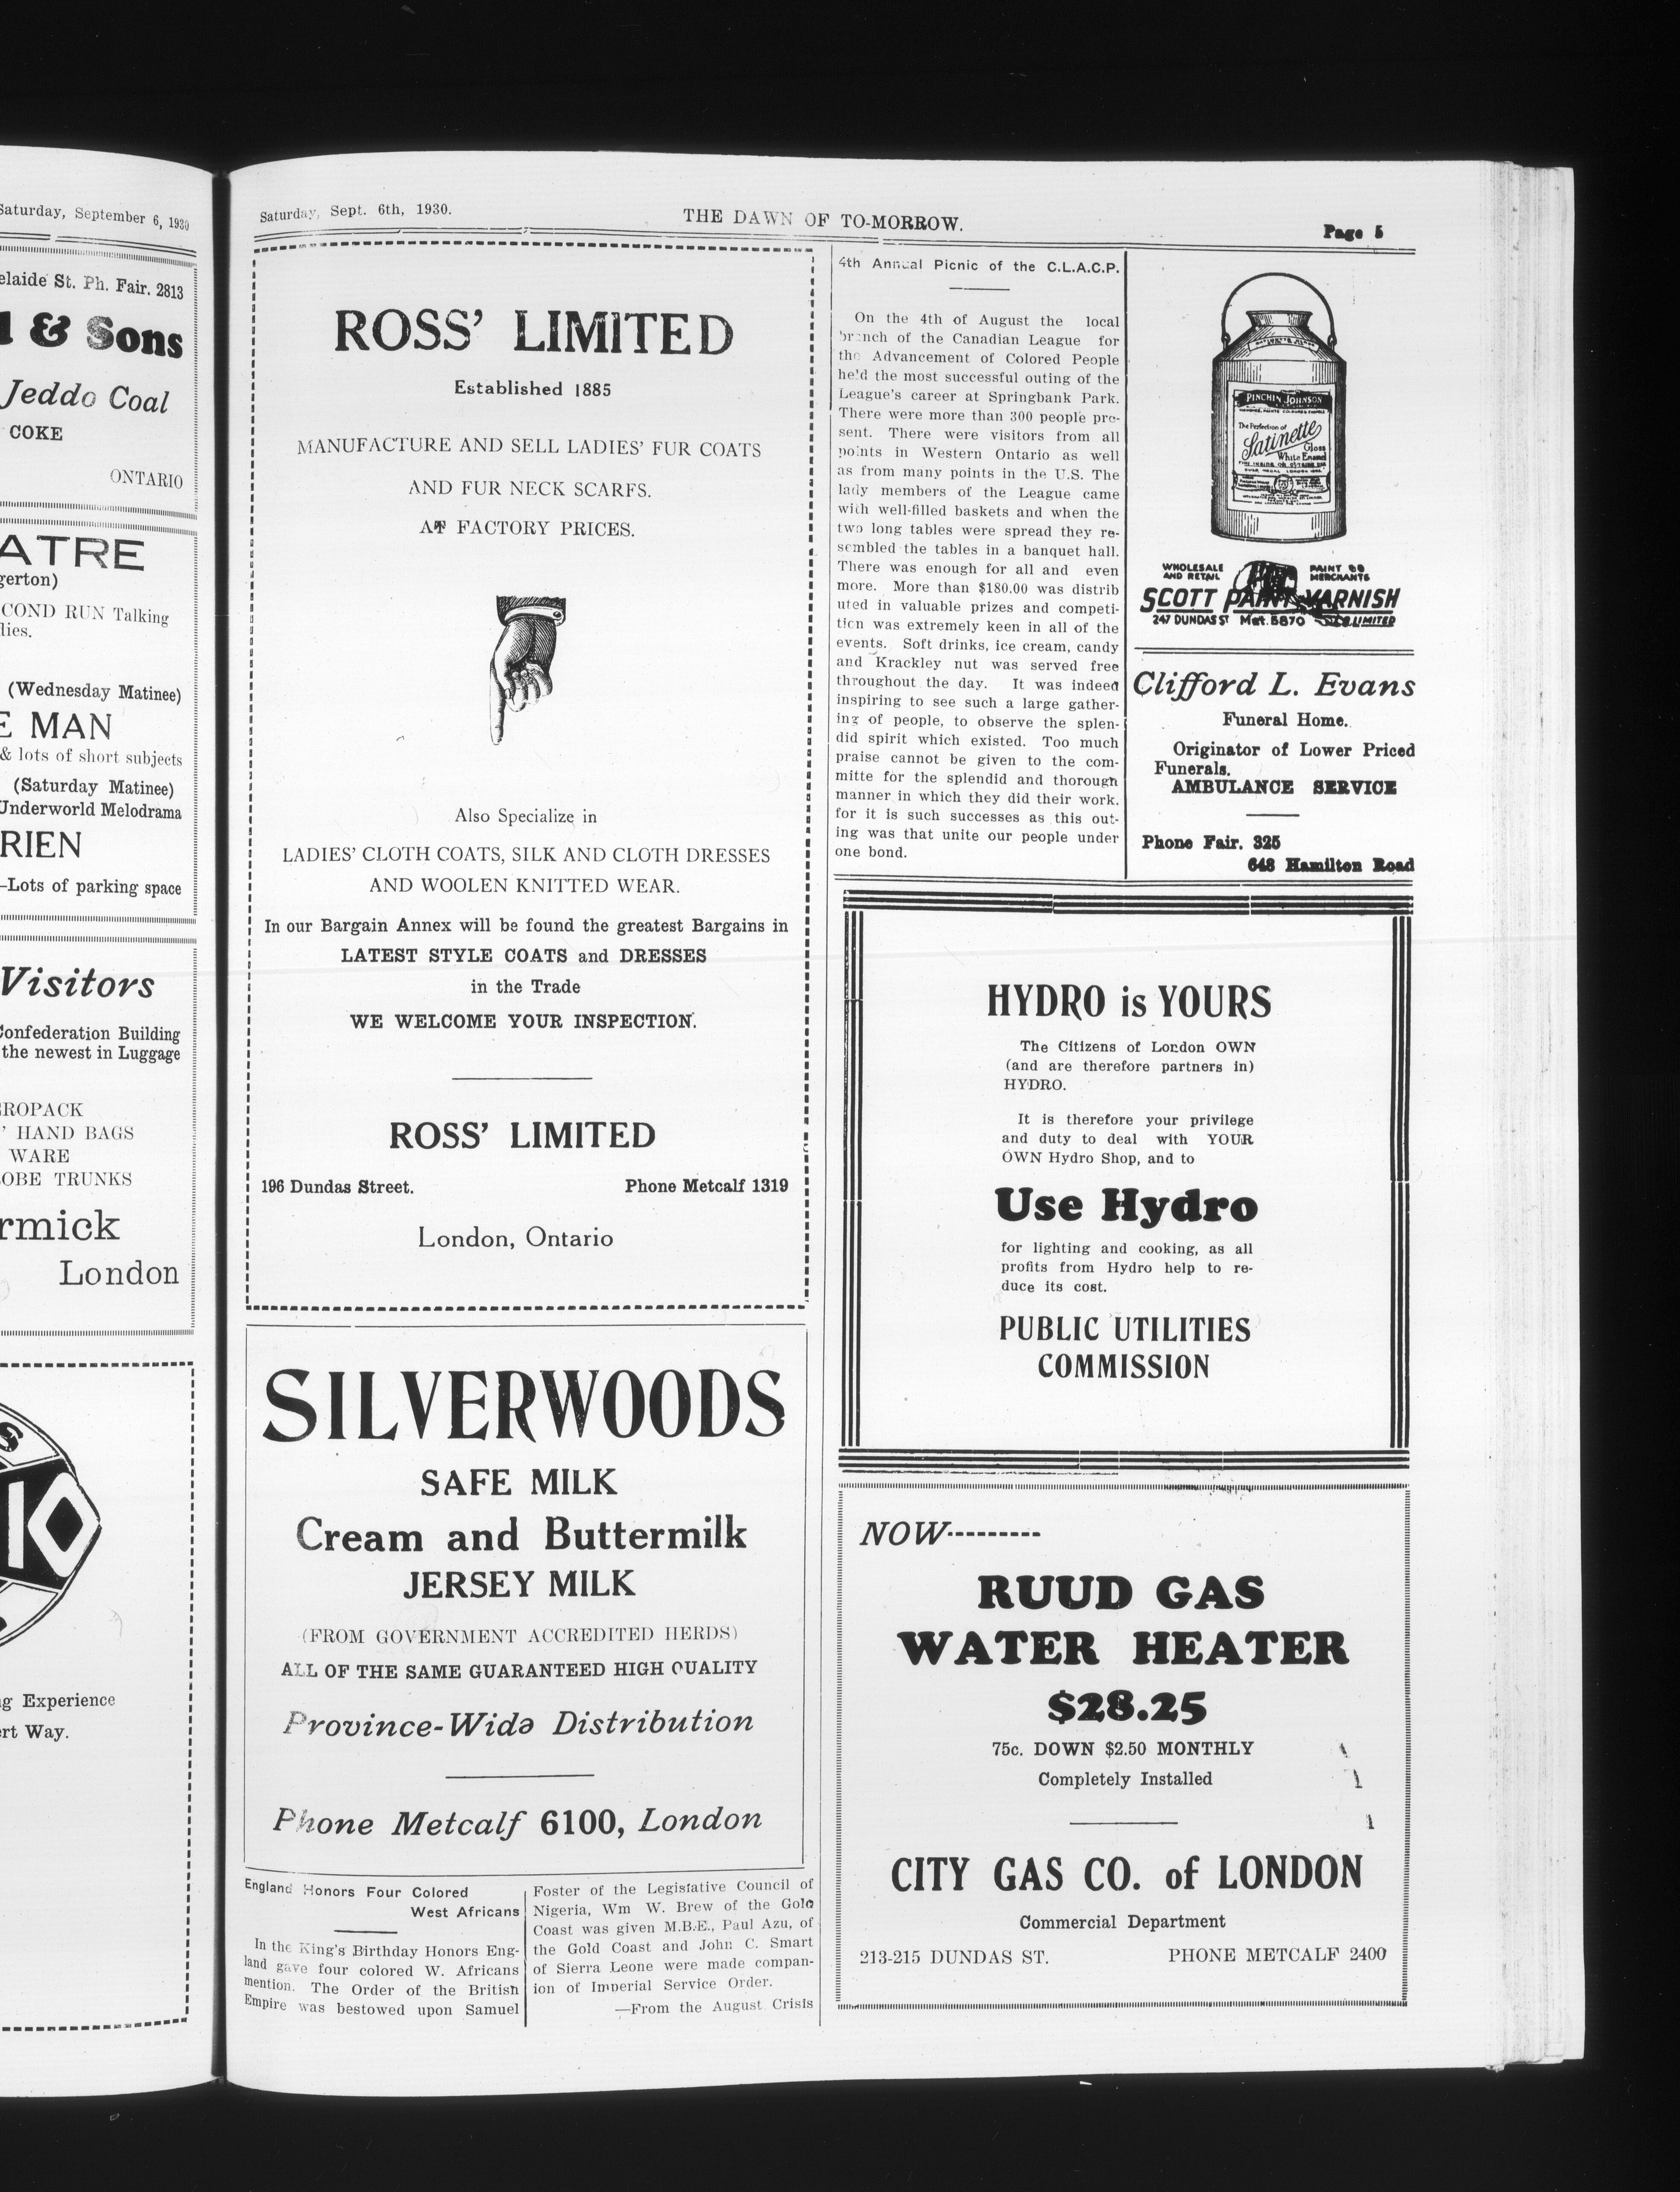 Saturday, September 6, 1930
elaide St. Ph. Fair. 2813
& Sons
Jeddo Coal
COKE
ONTARIO
ATRE
gerton)
COND RUN Talking
lies.
(Wednesday Matinee)
E MAN
& lots of short subjects
(Saturday Matinee)
Underworld Melodrama
RIEN
-Lots of parking space
Visitors
Confederation Building
the newest in Luggage
ROPACK
' HAND BAGS
WARE
OBE TRUNKS
rmick
London
g Experience
ert Way.
Saturday, Sept. 6th, 1930.
THE DAWN OF TO-MORROW.
Page 5
ROSS' LIMITED
Established 1885
MANUFACTURE AND SELL LADIES' FUR COATS
AND FUR NECK SCARFS.
AT FACTORY PRICES.
Also Specialize in
LADIES' CLOTH COATS, SILK AND CLOTH DRESSES
AND WOOLEN KNITTED WEAR.
In our Bargain Annex will be found the greatest Bargains in
LATEST STYLE COATS and DRESSES
in the Trade
WE WELCOME YOUR INSPECTION.
ROSS' LIMITED
196 Dundas Street. Phone Metcalf 1319
London, Ontario
SILVERWOODS
SAFE MILK
Cream and Buttermilk
JERSEY MILK
(FROM GOVERNMENT ACCREDITED HERDS)
ALL OF THE SAME GUARANTEED HIGH QUALITY
Province-Wide Distribution
Phone Metcalf 6100, London
England Honors Four Colored
West Africans
In the King's Birthday Honors Eng-
land gave four colored W. Africans
mention. The Order of the British
Empire was bestowed upon Samuel
Foster of the Legislative Council of
Nigeria, Wm W. Brew of the Gold
Coast was given M.B.E., Paul Azu, of
the Gold Coast and John C. Smart
of Sierra Leone were made compan-
ion of Imperial Service Order.
—From the August Crisis
4th Annual Picnic of the C.L.A.C.P.
On the 4th of August the local
branch of the Canadian League for
the Advancement of Colored People
he'd the most successful outing of the
League's career at Springbank Park.
There were more than 300 people pre-
sent. There were visitors from all
points in Western Ontario as well
as from many points in the U.S. The
lady members of the League came
with well-filled baskets and when the
two long tables were spread they re-
sembled the tables in a banquet hall.
There was enough for all and even
more. More than $180.00 was distrib
uted in valuable prizes and competi-
tion was extremely keen in all of the
events. Soft drinks, ice cream, candy
and Krackley nut was served free
throughout the day. It was indeed
inspiring to see such a large gather-
ing of people, to observe the splen-
did spirit which existed. Too much
praise cannot be given to the com-
mitte for the splendid and thorough
manner in which they did their work.
for it is such successes as this out-
ing was that unite our people under
one bond.
PINCHIN JOHNSON
The Perfection of
Satinette
Gloss
White Enamel
WHOLESALE
AND RETAIL
PAINT
MERCHANTS
SCOTT PAINT VARNISH
247 DUNDAS ST Met. 5870 LIMITED
Clifford L. Evans
Funeral Home.
Originator of Lower Priced
Funerals.
AMBULANCE SERVICE
Phone Fair. 325
648 Hamilton Road
HYDRO is YOURS
The Citizens of London OWN
(and are therefore partners in)
HYDRO.
It is therefore your privilege
and duty to deal with YOUR
OWN Hydro Shop, and to
Use Hydro
for lighting and cooking, as all
profits from Hydro help to re-
duce its cost.
PUBLIC UTILITIES
COMMISSION
NOW---------
RUUD GAS
WATER HEATER
$28.25
75c. DOWN $2.50 MONTHLY
Completely Installed
CITY GAS CO. of LONDON
Commercial Department
213-215 DUNDAS ST. PHONE METCALF 2400